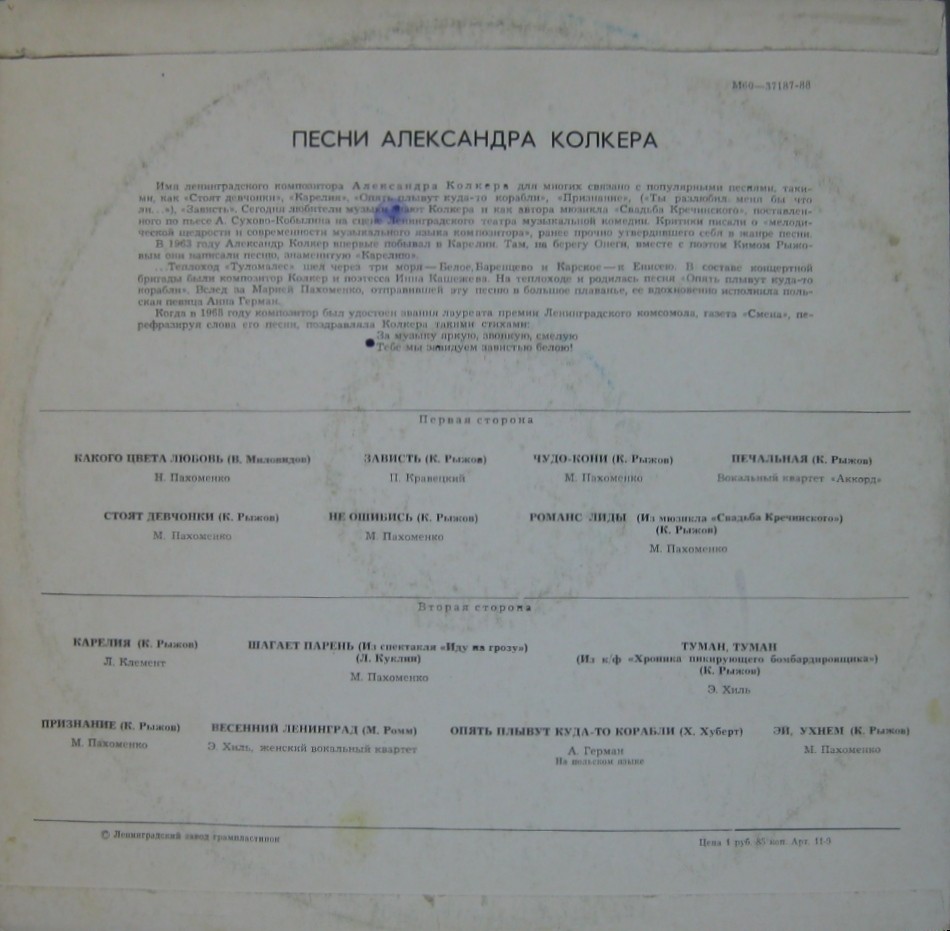 М60—37187-88
ПЕСНИ АЛЕКСАНДРА КОЛКЕРА
Имя ленинградского композитора Александра Колкера для многих связано с популярными песнями, таки-
ми, как «Стоят девчонки», «Карелия», «Опять плывут куда-то корабли», «Признание», («Ты разлюбил меня бы что
ли...»), «Зависть». Сегодня любители музыки знают Колкера и как автора мюзикла «Свадьба Кречинского», поставлен-
ного по пьесе А. Сухово-Кобылина на сцене Ленинградского театра музыкальной комедии. Критики писали о «мелоди-
ческой щедрости и современности музыкального языка композитора», ранее прочно утвердившего себя в жанре песни.
В 1963 году Александр Колкер впервые побывал в Карелии. Там, на берегу Онеги, вместе с поэтом Кимом Рыжо-
вым они написали песню, знаменитую «Карелию».
...Теплоход «Туломалес» шел через три моря—Белое, Баренцево и Карское—к Енисею. В составе концертной
бригады были композитор Колкер и поэтесса Инна Кашежева. На теплоходе и родилась песня «Опять плывут куда-то
корабли». Вслед за Марией Пахоменко, отправившей эту песню в большое плаванье, ее вдохновенно исполнила поль-
ская певица Анна Герман.
Когда в 1968 году композитор был удостоен звания лауреата премии Ленинградского комсомола, газета «Смена», пе-
рефразируя слова его песни, поздравляла Колкера такими стихами:
За музыку яркую, звонкую, смелую
Тебе мы завидуем завистью белою!
Первая сторона
КАКОГО ЦВЕТА ЛЮБОВЬ (В. Миловидов) ЗАВИСТЬ (К. Рыжов) ЧУДО-КОНИ (К. Рыжов) ПЕЧАЛЬНАЯ (К. Рыжов)
Н. Пахоменко П. Кравецкий М. Пахоменко Вокальный квартет «Аккорд»
СТОЯТ ДЕВЧОНКИ (К. Рыжов) НЕ ОШИБИСЬ (К. Рыжов) РОМАНС ЛИДЫ (Из мюзикла «Свадьба Кречинского»)
(К. Рыжов)
М. Пахоменко М. Пахоменко М. Пахоменко
Вторая сторона
КАРЕЛИЯ (К. Рыжов) ШАГАЕТ ПАРЕНЬ (Из спектакля «Иду на грозу») ТУМАН, ТУМАН
Л. Клемент (Л. Куклин) (Из к/ф «Хроника пикирующего бомбардировщика»)
(К. Рыжов)
М. Пахоменко Э. Хиль
ПРИЗНАНИЕ (К. Рыжов) ВЕСЕННИЙ ЛЕНИНГРАД (М. Ромм) ОПЯТЬ ПЛЫВУТ КУДА-ТО КОРАБЛИ (Х. Хуберт) ЭЙ, УХНЕМ (К. Рыжов)
М. Пахоменко Э. Хиль, женский вокальный квартет А. Герман М. Пахоменко
На польском языке
© Ленинградский завод грампластинок Цена 1 руб. 85 коп. Арт. 11-5